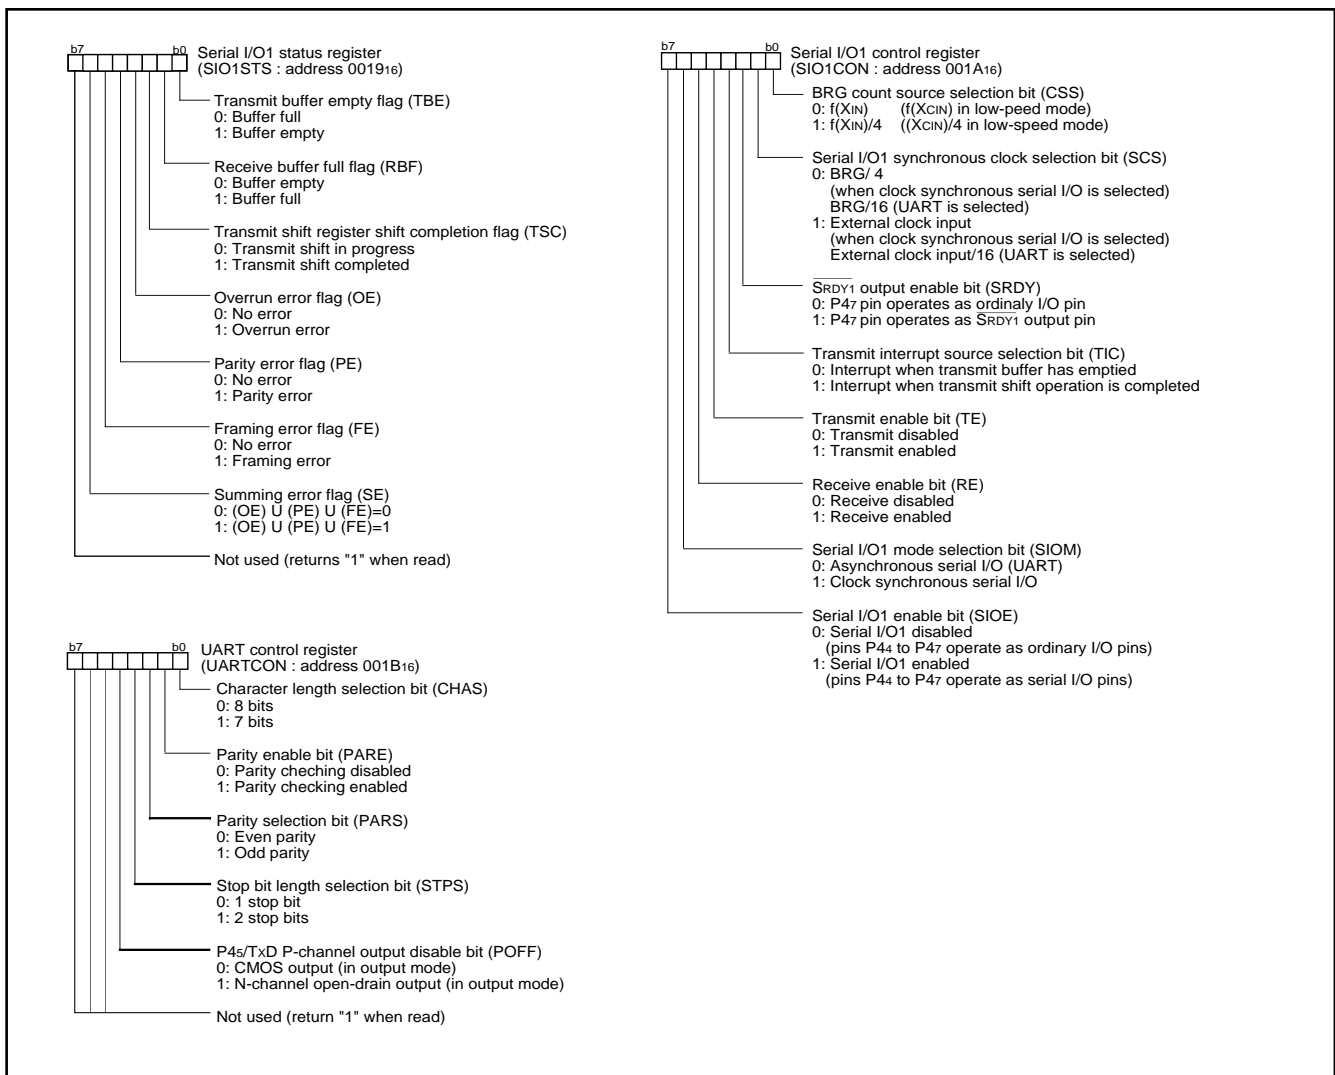 b7 b0 Serial I/O1 status register
(SIO1STS : address 001916)
Transmit buffer empty flag (TBE)
0: Buffer full
1: Buffer empty
Receive buffer full flag (RBF)
0: Buffer empty
1: Buffer full
Transmit shift register shift completion flag (TSC)
0: Transmit shift in progress
1: Transmit shift completed
Overrun error flag (OE)
0: No error
1: Overrun error
Parity error flag (PE)
0: No error
1: Parity error
Framing error flag (FE)
0: No error
1: Framing error
Summing error flag (SE)
0: (OE) U (PE) U (FE)=0
1: (OE) U (PE) U (FE)=1
Not used (returns "1" when read)
b7 b0 UART control register
(UARTCON : address 001B16)
Character length selection bit (CHAS)
0: 8 bits
1: 7 bits
Parity enable bit (PARE)
0: Parity cheching disabled
1: Parity checking enabled
Parity selection bit (PARS)
0: Even parity
1: Odd parity
Stop bit length selection bit (STPS)
0: 1 stop bit
1: 2 stop bits
P45/TXD P-channel output disable bit (POFF)
0: CMOS output (in output mode)
1: N-channel open-drain output (in output mode)
Not used (return "1" when read)
b7 b0 Serial I/O1 control register
(SIO1CON : address 001A16)
BRG count source selection bit (CSS)
0: f(XIN) (f(XCIN) in low-peed mode)
1: f(XIN)/4 ((XCIN)/4 in low-speed mode)
Serial I/O1 synchronous clock selection bit (SCS)
0: BRG/ 4
(when clock synchronous serial I/O is selected)
BRG/16 (UART is selected)
1: External clock input
(when clock synchronous serial I/O is selected)
External clock input/16 (UART is selected)
SRDY1 output enable bit (SRDY)
0: P47 pin operates as ordinaly I/O pin
1: P47 pin operates as SRDY1 output pin
Transmit interrupt source selection bit (TIC)
0: Interrupt when transmit buffer has emptied
1: Interrupt when transmit shift operation is completed
Transmit enable bit (TE)
0: Transmit disabled
1: Transmit enabled
Receive enable bit (RE)
0: Receive disabled
1: Receive enabled
Serial I/O1 mode selection bit (SIOM)
0: Asynchronous serial I/O (UART)
1: Clock synchronous serial I/O
Serial I/O1 enable bit (SIOE)
0: Serial I/O1 disabled
(pins P44 to P47 operate as ordinary I/O pins)
1: Serial I/O1 enabled
(pins P44 to P47 operate as serial I/O pins)